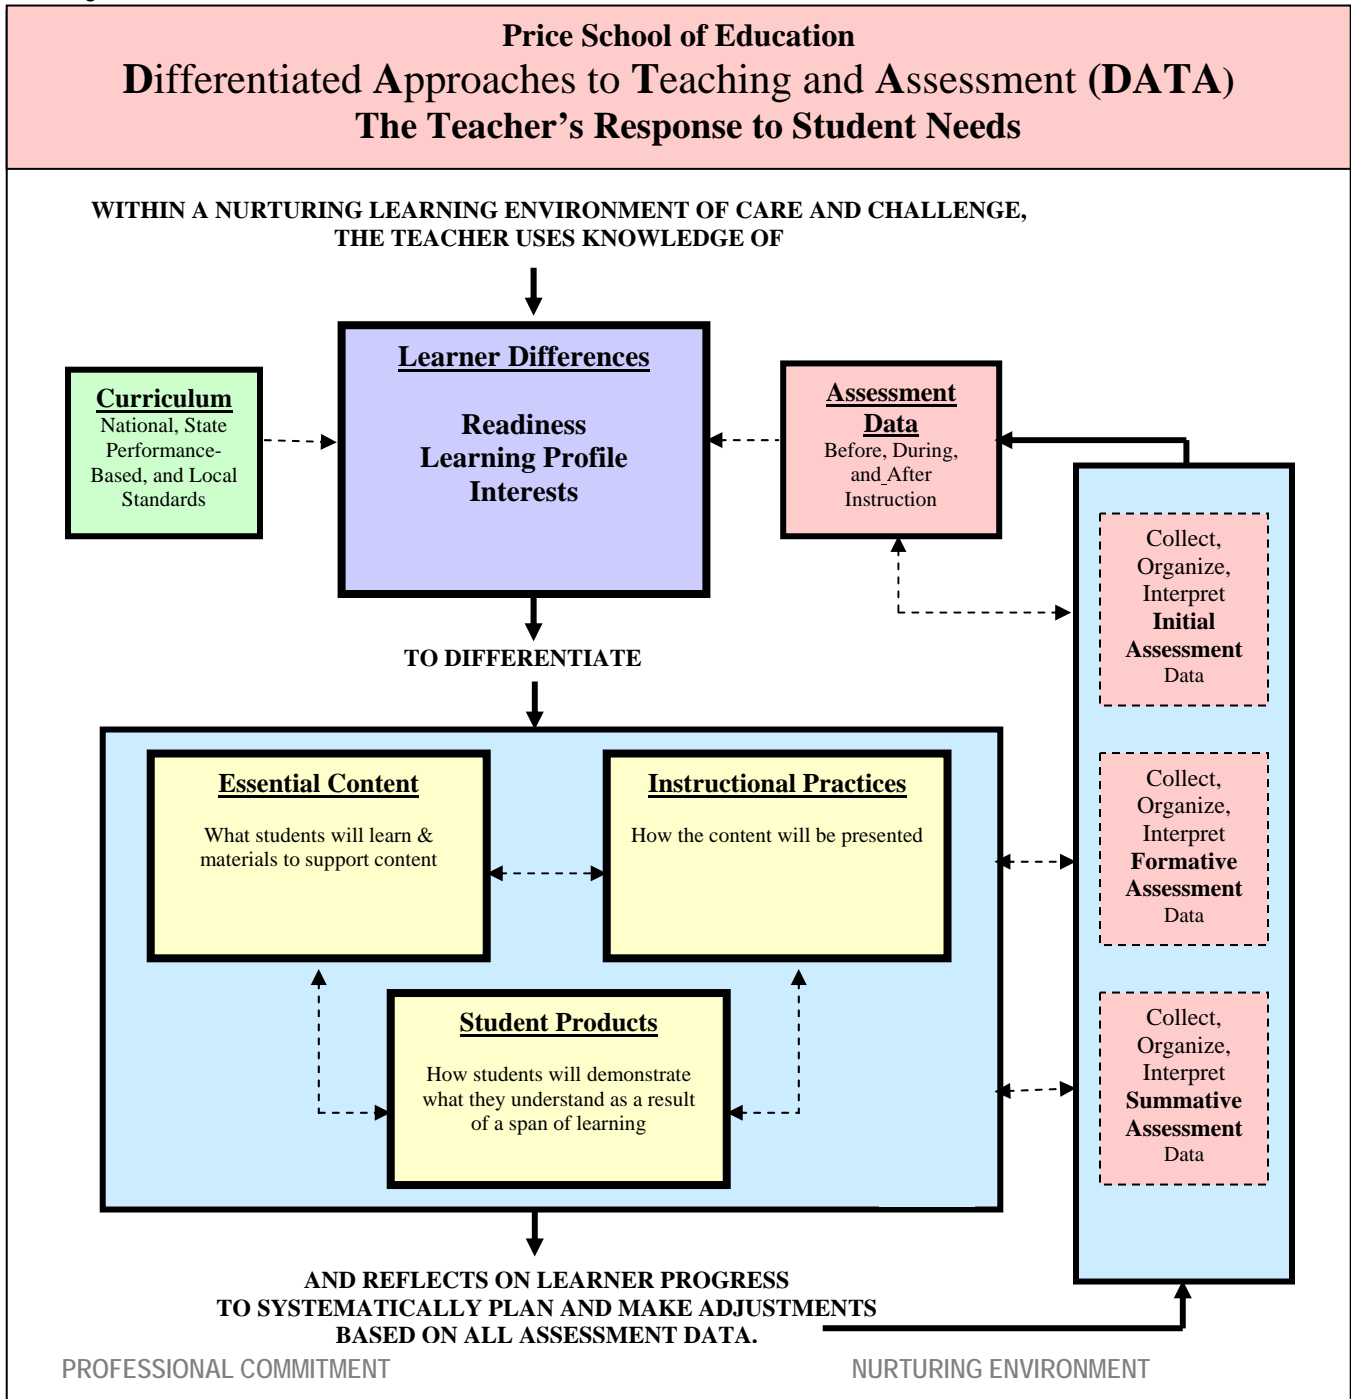 Price School of Education
Differentiated Approaches to Teaching and Assessment (DATA)
The Teacher's Response to Student Needs
WITHIN A NURTURING LEARNING ENVIRONMENT OF CARE AND CHALLENGE,
THE TEACHER USES KNOWLEDGE OF
Curriculum
National, State
Performance-
Based, and Local
Standards
Learner Differences
Readiness
Learning Profile
Interests
Assessment
Data
Before, During,
and After
Instruction
Collect,
Organize,
Interpret
Initial
Assessment
Data
TO DIFFERENTIATE
Essential Content
What students will learn &
materials to support content
Instructional Practices
How the content will be presented
Collect,
Organize,
Interpret
Formative
Assessment
Data
Student Products
How students will demonstrate
what they understand as a result
of a span of learning
Collect,
Organize,
Interpret
Summative
Assessment
Data
AND REFLECTS ON LEARNER PROGRESS
TO SYSTEMATICALLY PLAN AND MAKE ADJUSTMENTS
BASED ON ALL ASSESSMENT DATA.
PROFESSIONAL COMMITMENT
NURTURING ENVIRONMENT